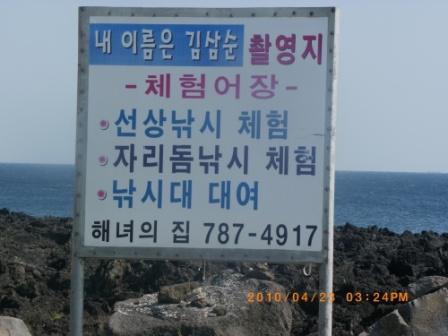 내 이름은 김삼순 촬영지
-체험어장-
•선상낚시 체험
•자리돔낚시 체험
•낚시대 대여
해녀의 집 787-4917
2010/04/23 03:24PM